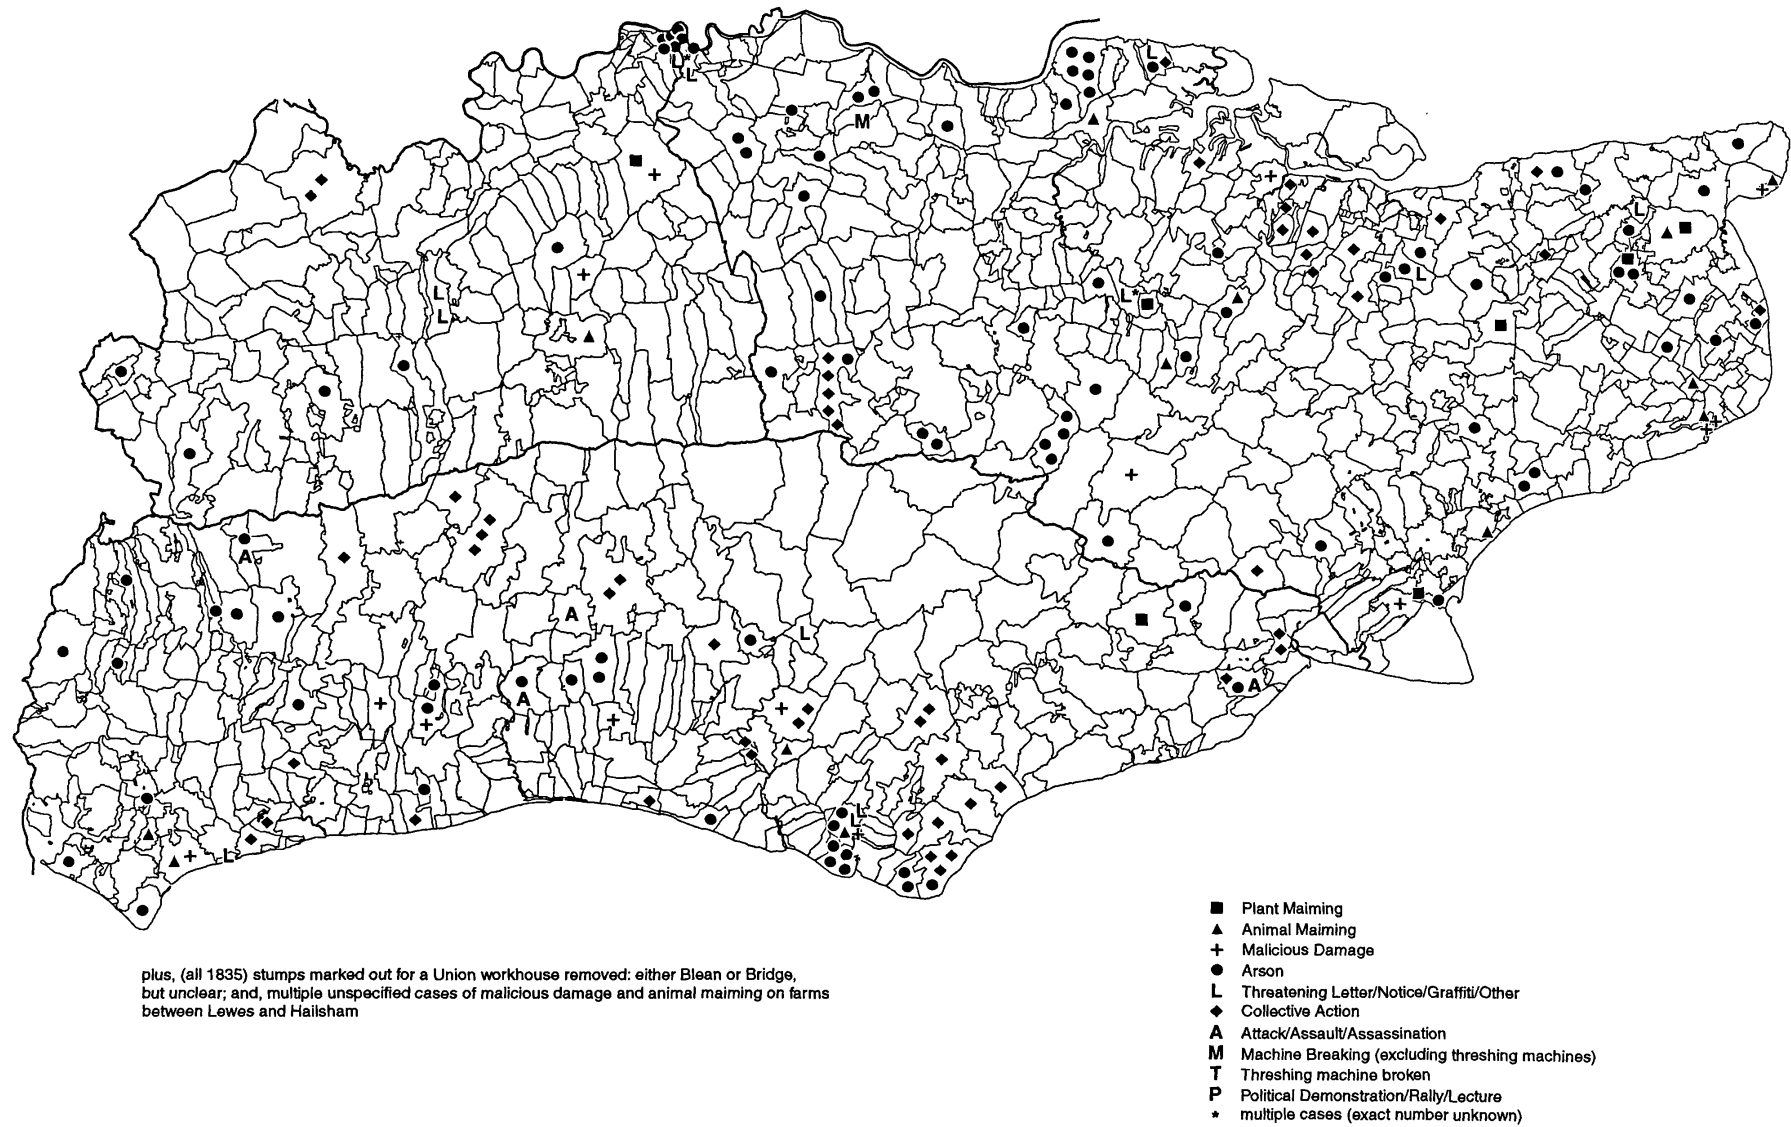 L
L
L
M
L
L
L
L
L
L
A
A
L
A
A
L
L
L
plus, (all 1835) stumps marked out for a Union workhouse removed: either Blean or Bridge,
but unclear; and, multiple unspecified cases of malicious damage and animal maiming on farms
between Lewes and Hailsham
Plant Maiming
Animal Maiming
+ Malicious Damage
Arson
L Threatening Letter/Notice/Graffiti/Other
Collective Action
A Attack/Assault/Assassination
M Machine Breaking (excluding threshing machines)
T Threshing machine broken
P Political Demonstration/Rally/Lecture
* multiple cases (exact number unknown)